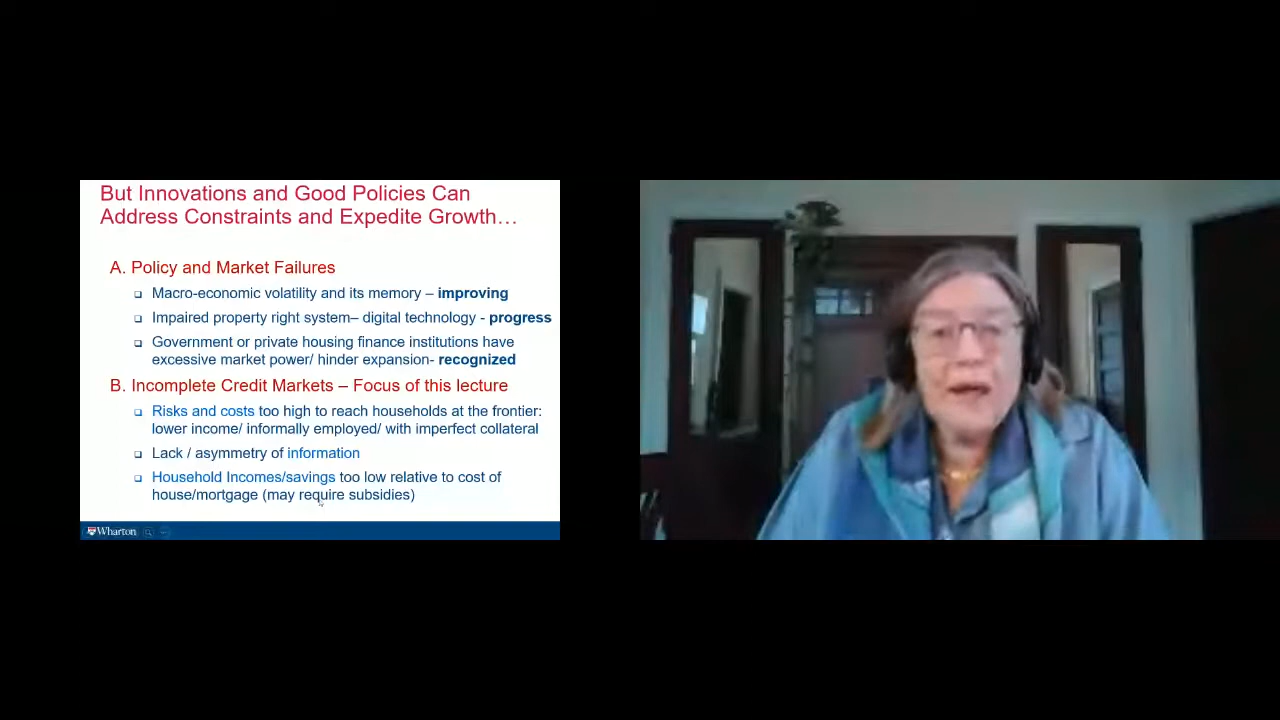 But Innovations and Good Policies Can
Address Constraints and Expedite Growth…
A. Policy and Market Failures
Macro-economic volatility and its memory – improving
Impaired property right system– digital technology - progress
Government or private housing finance institutions have
excessive market power/ hinder expansion- recognized
B. Incomplete Credit Markets – Focus of this lecture
Risks and costs too high to reach households at the frontier:
lower income/ informally employed/ with imperfect collateral
Lack / asymmetry of information
Household Incomes/savings too low relative to cost of
house/mortgage (may require subsidies)
Wharton